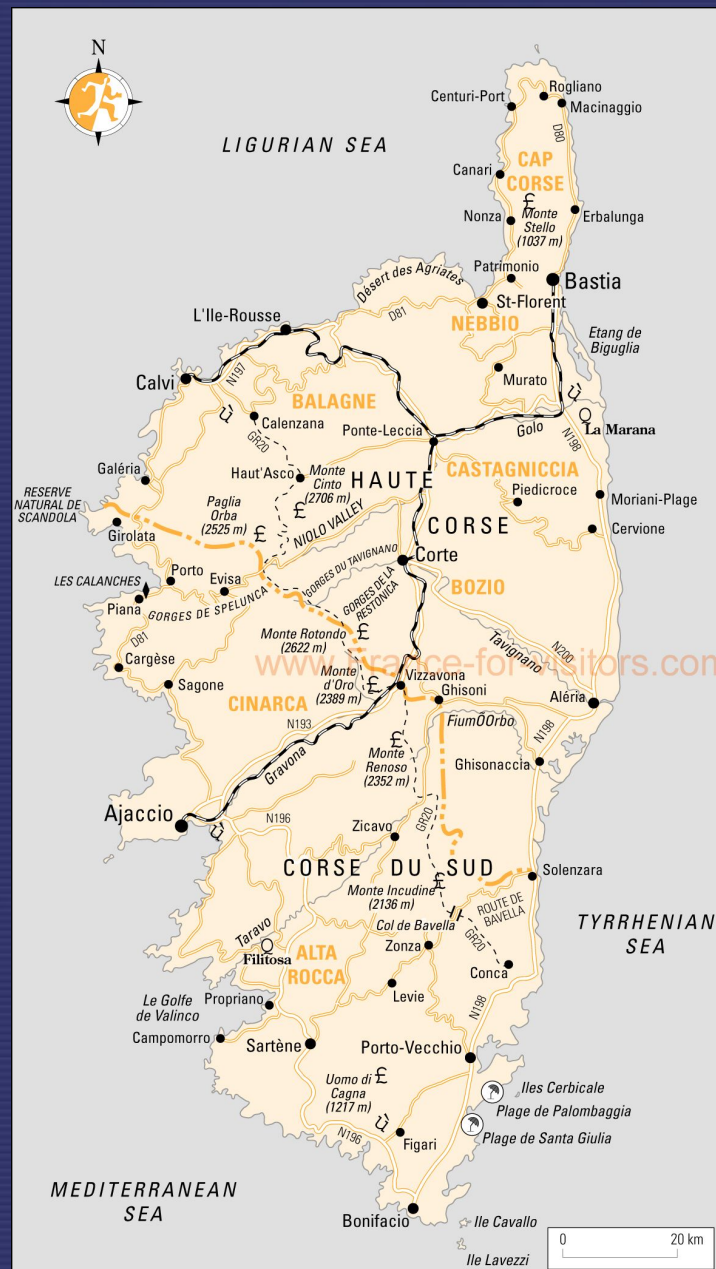 N
LIGURIAN SEA
Centuri-Port
Rogliano
Macinaggio
D80
CAP
CORSE
Canari
£
Nonza
Monte
Stello
(1037 m)
Erbalunga
Désert des Agriates
Patrimonio
Bastia
St-Florent
D81
NEBBIO
L'Ile-Rousse
Etang de
Biguglia
Murato
Calvi
N197
ù
BALAGNE
Calenzana
GR20
Ponte-Leccia
Golo
ù
La Marana
N198
Haut'Asco
Monte
Cinto
(2706 m)
£
HAUTE
CORSE
CASTAGNICCIA
Piedicroce
Moriani-Plage
Cervione
Galéria
RESERVE
NATURAL DE
SCANDOLA
Girolata
Paglia
Orba
(2525 m)
£
NIOLO VALLEY
Porto
Evisa
LES CALANCHES
Piana
GORGES DE SPELUNCA
GORGES DU TAVIGNANO
GORGES DE LA
RESTONICA
Corte
BOZIO
D81
Cargèse
Sagone
Monte Rotondo
(2622 m)
£
Tavignano
N200
www.france-for-visitors.com
Monte
d'Oro
(2389 m)
£
Vizzavona
Ghisoni
Aléria
CINARCA
N193
Gravona
FiumÖÖrbo
N198
Ghisonaccia
£
Monte
Renoso
(2352 m)
Ajaccio
ù
N196
Zicavo
GR20
CORSE DU SUD
£
Monte Incudine
(2136 m)
Solenzara
ROUTE DE
BAVELLA
Col de Bavella
GR20
TYRRHENIAN
SEA
Taravo
Filitosa
ALTA
ROCCA
Zonza
Conca
Levie
N198
Le Golfe
de Valinco
Propriano
Campomorro
Sartène
Porto-Vecchio
Uomo di
Cagna
(1217 m)
£
Iles Cerbicale
Plage de Palombaggia
Plage de Santa Giulia
ù
Figari
N196
MEDITERRANEAN
SEA
Bonifacio
Ile Cavallo
Ile Lavezzi
0 20 km